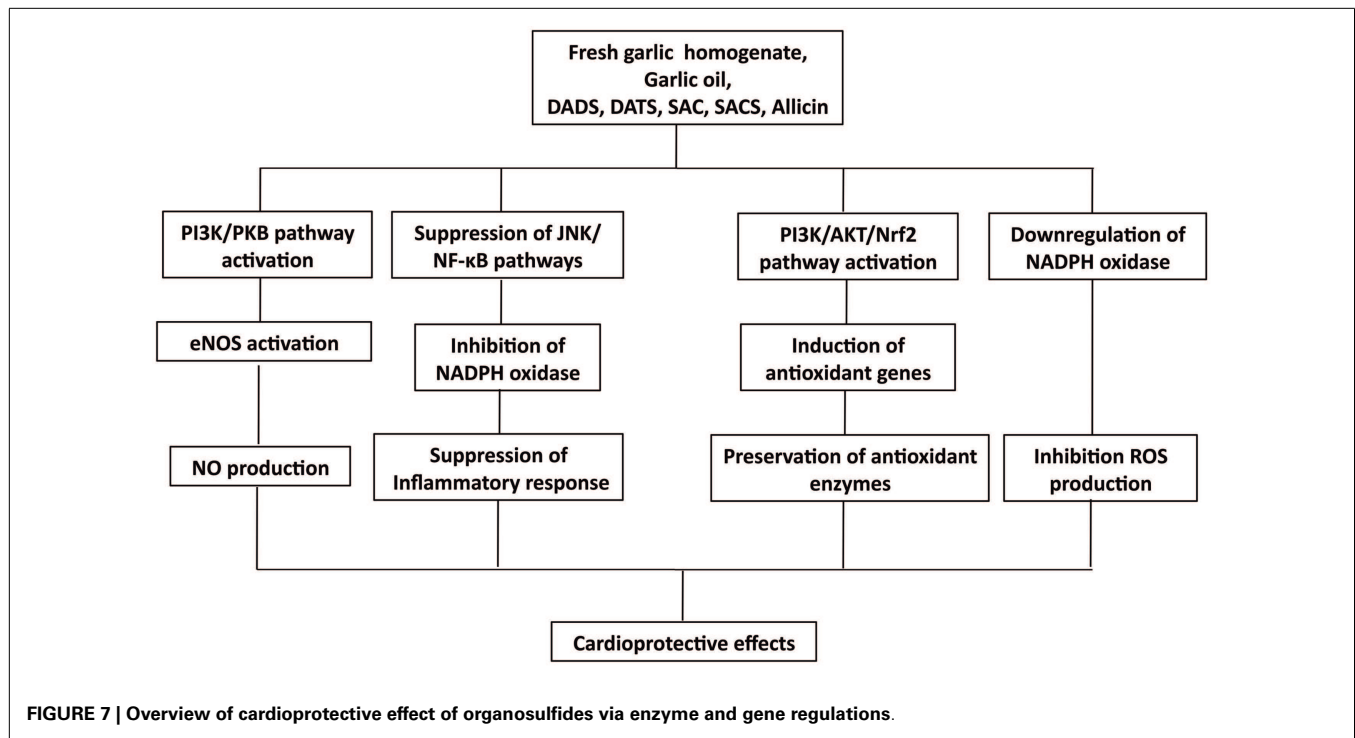 Fresh garlic homogenate,
Garlic oil,
DADS, DATS, SAC, SACS, Allicin
PI3K/PKB pathway
activation
Suppression of JNK/
NF-κB pathways
PI3K/AKT/Nrf2
pathway activation
Downregulation of
NADPH oxidase
eNOS activation
Inhibition of
NADPH oxidase
Induction of
antioxidant genes
NO production
Suppression of
Inflammatory response
Preservation of antioxidant
enzymes
Inhibition ROS
production
Cardioprotective effects
FIGURE 7 | Overview of cardioprotective effect of organosulfides via enzyme and gene regulations.